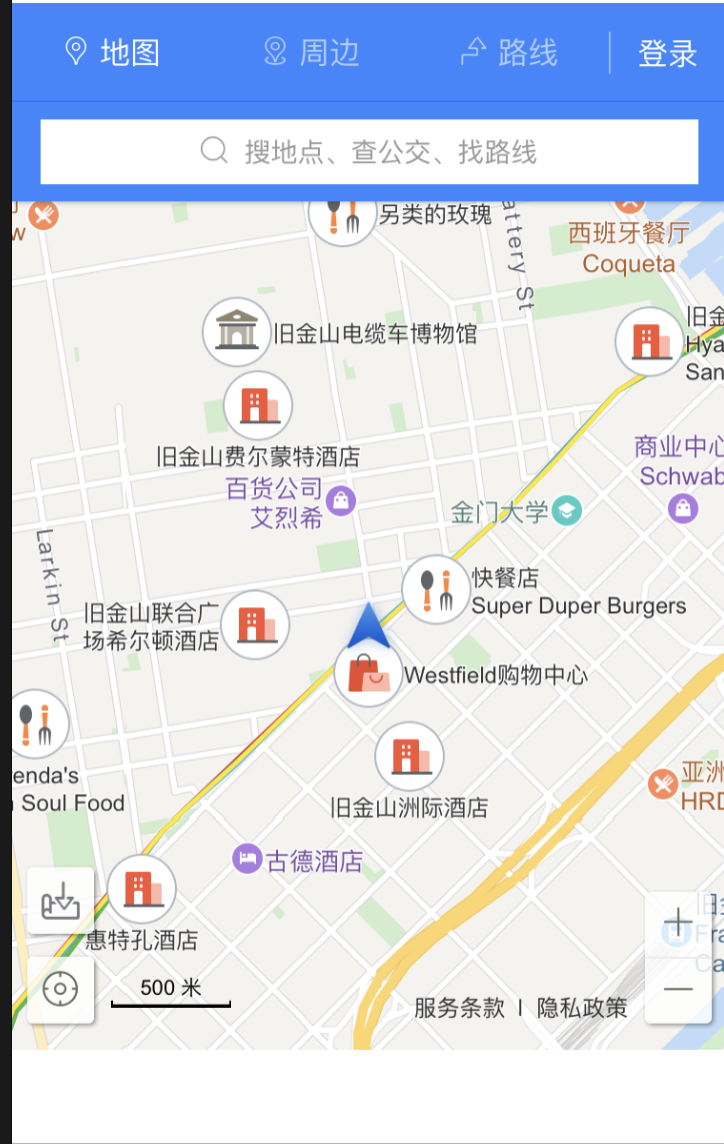 地图 周边 路线 登录
搜地点、查公交、找路线
另类的玫瑰
attery St
西班牙餐厅
Coqueta
旧金山电缆车博物馆
旧金
Hya
San
旧金山费尔蒙特酒店
百货公司
艾烈希
商业中心
Schwab
金门大学
Larkin St
快餐店
Super Duper Burgers
旧金山联合广
场希尔顿酒店
Westfield购物中心
enda's
Soul Food
旧金山洲际酒店
亚洲
HRD
古德酒店
惠特孔酒店
旧金
Fra
Ca
500 米
服务条款 | 隐私政策